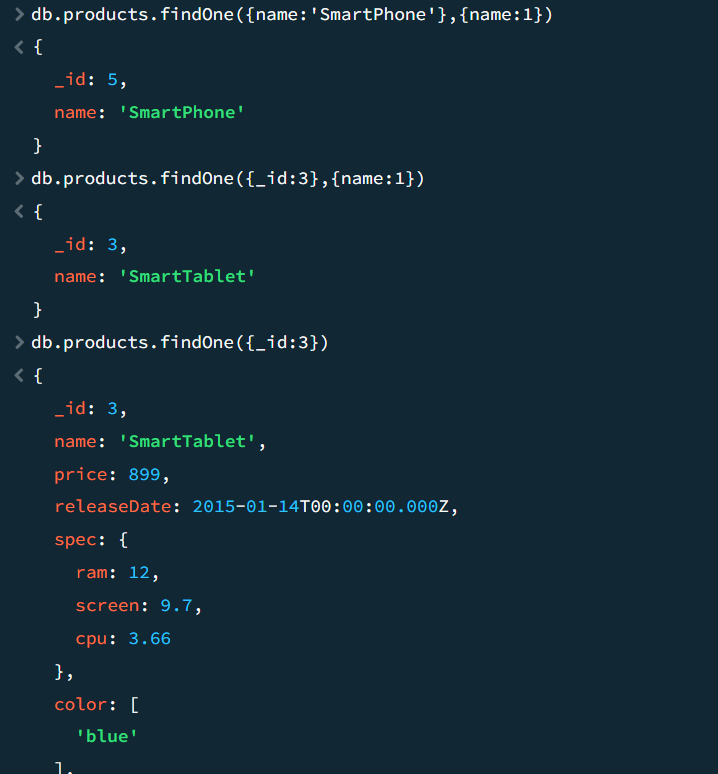 > db.products.findOne({name:'SmartPhone'},{name:1})
< {
_id: 5,
name: 'SmartPhone'
}
> db.products.findOne({_id:3},{name:1})
< {
_id: 3,
name: 'SmartTablet'
}
> db.products.findOne({_id:3})
< {
_id: 3,
name: 'SmartTablet',
price: 899,
releaseDate: 2015-01-14T00:00:00.000Z,
spec: {
ram: 12,
screen: 9.7,
cpu: 3.66
},
color: [
'blue'
],